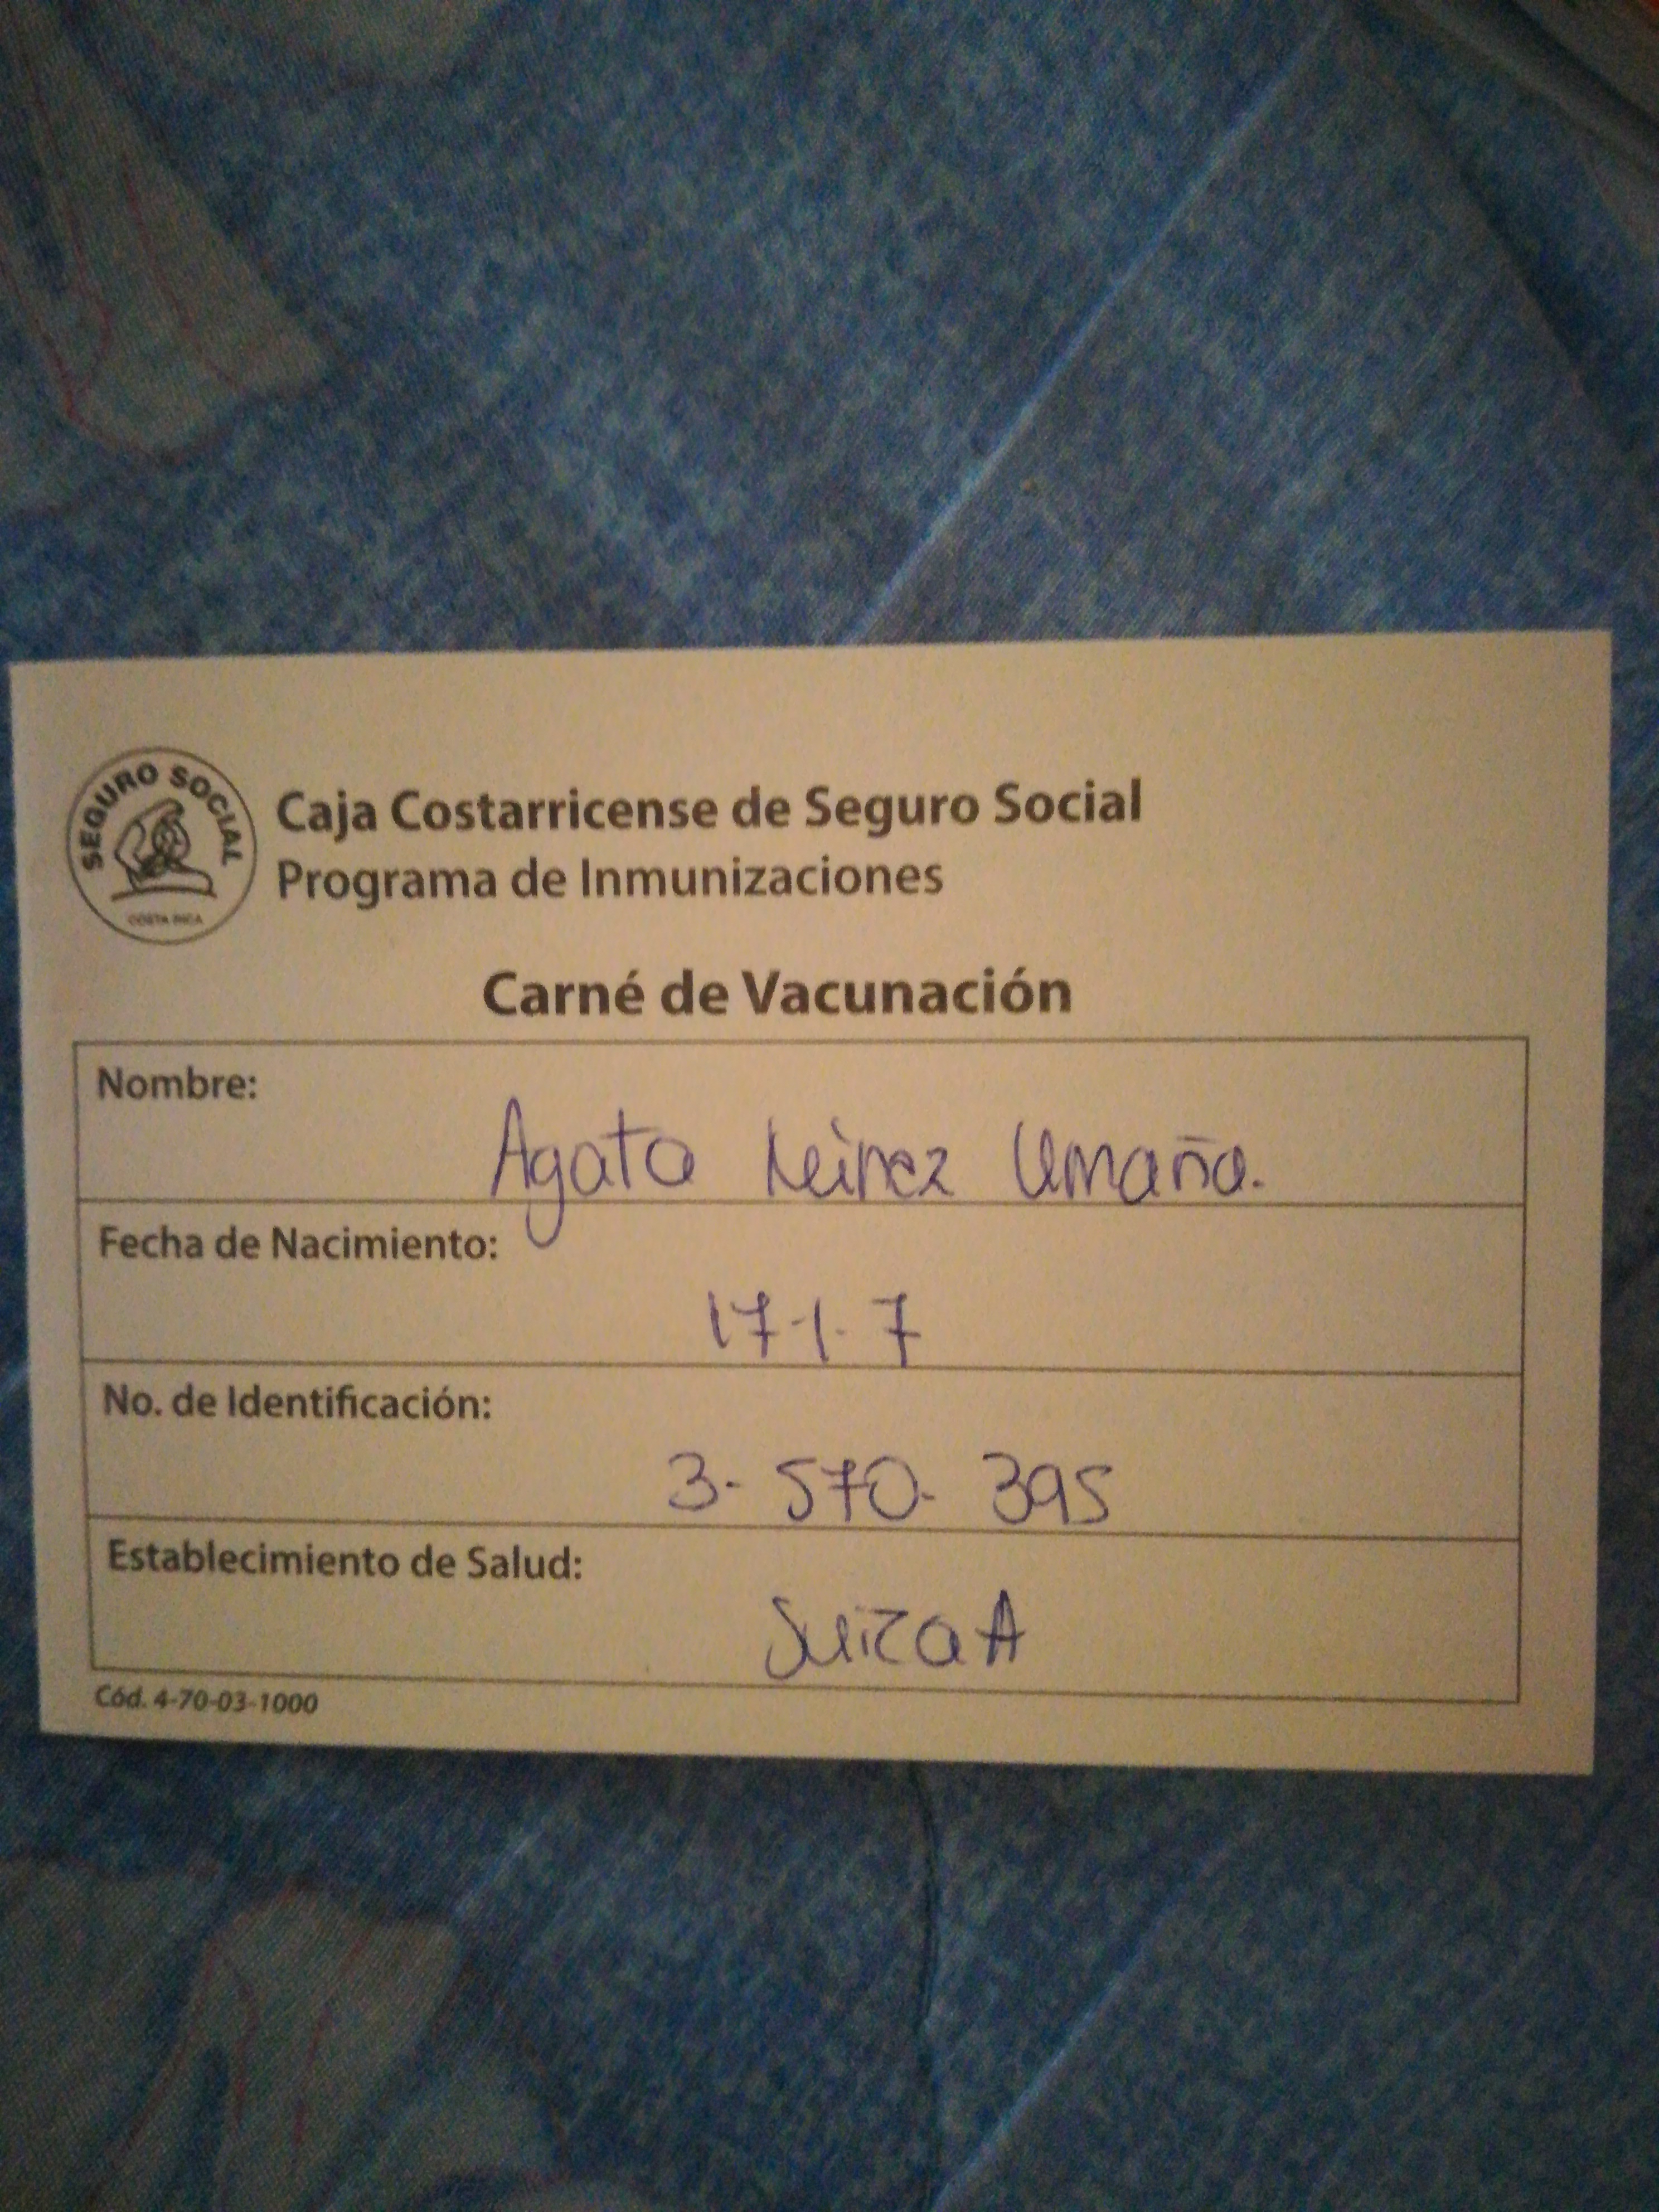 SEGURO SOCIAL
COSTA RICA
Caja Costarricense de Seguro Social
Programa de Inmunizaciones
Carné de Vacunación
Nombre:
Agata Umaña.
Fecha de Nacimiento:
17-1-7
No. de Identificación:
3-570-395
Establecimiento de Salud:
Suiza A
Cód. 4-70-03-1000